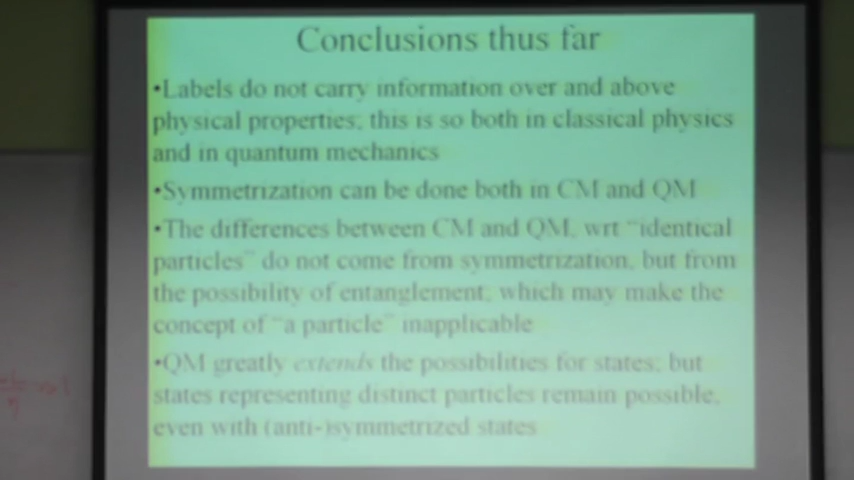 Conclusions thus far
•Labels do not carry information over and above
physical properties; this is so both in classical physics
and in quantum mechanics
•Symmetrization can be done both in CM and QM
•The differences between CM and QM, wrt “identical
particles” do not come from symmetrization, but from
the possibility of entanglement; which may make the
concept of “a particle” inapplicable
•QM greatly extends the possibilities for states; but
states representing distinct particles remain possible,
even with (anti-)symmetrized states